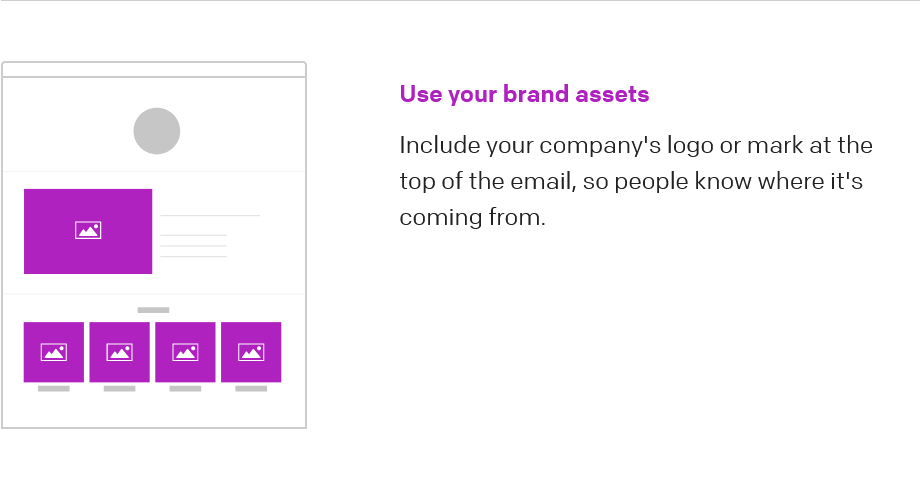 Use your brand assets
Include your company's logo or mark at the
top of the email, so people know where it's
coming from.